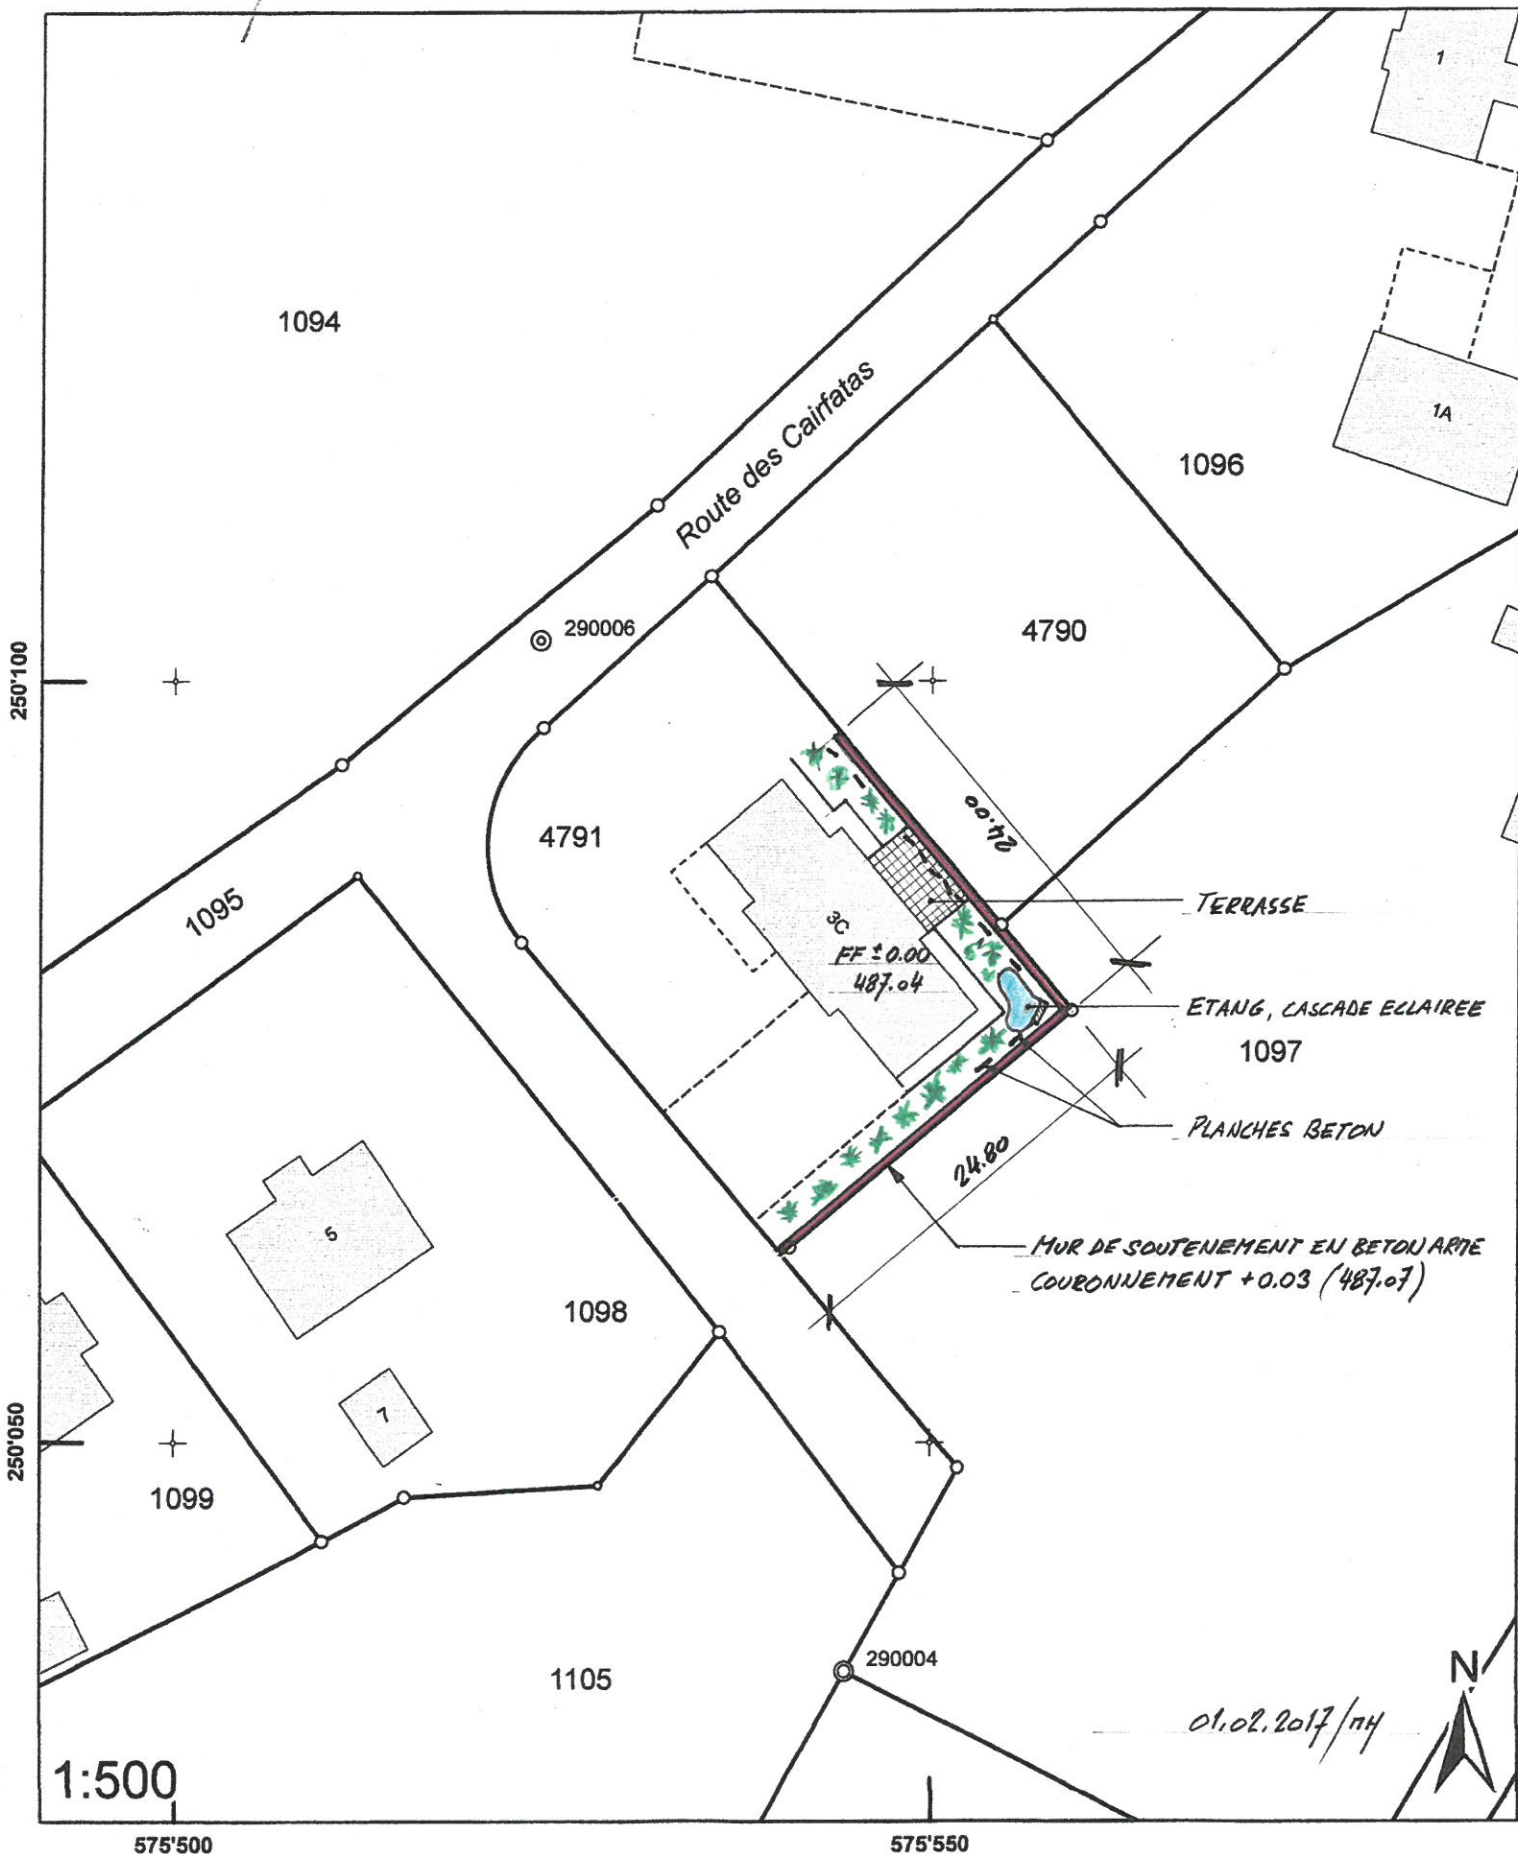 1
1094
Route des Cairfatas
1A
1096
290006
4790
250'100
24.00
4791
TERRASSE
1095
3C
FF ±0.00
487.04
ETANG, CASCADE ECLAIREE
1097
PLANCHES BETON
24.80
5
MUR DE SOUTENEMENT EN BETON ARME
COURONNEMENT +0.03 (487.07)
1098
7
250'050
1099
290004
N
1105
01.02.2017/MH
1:500
575'500
575'550